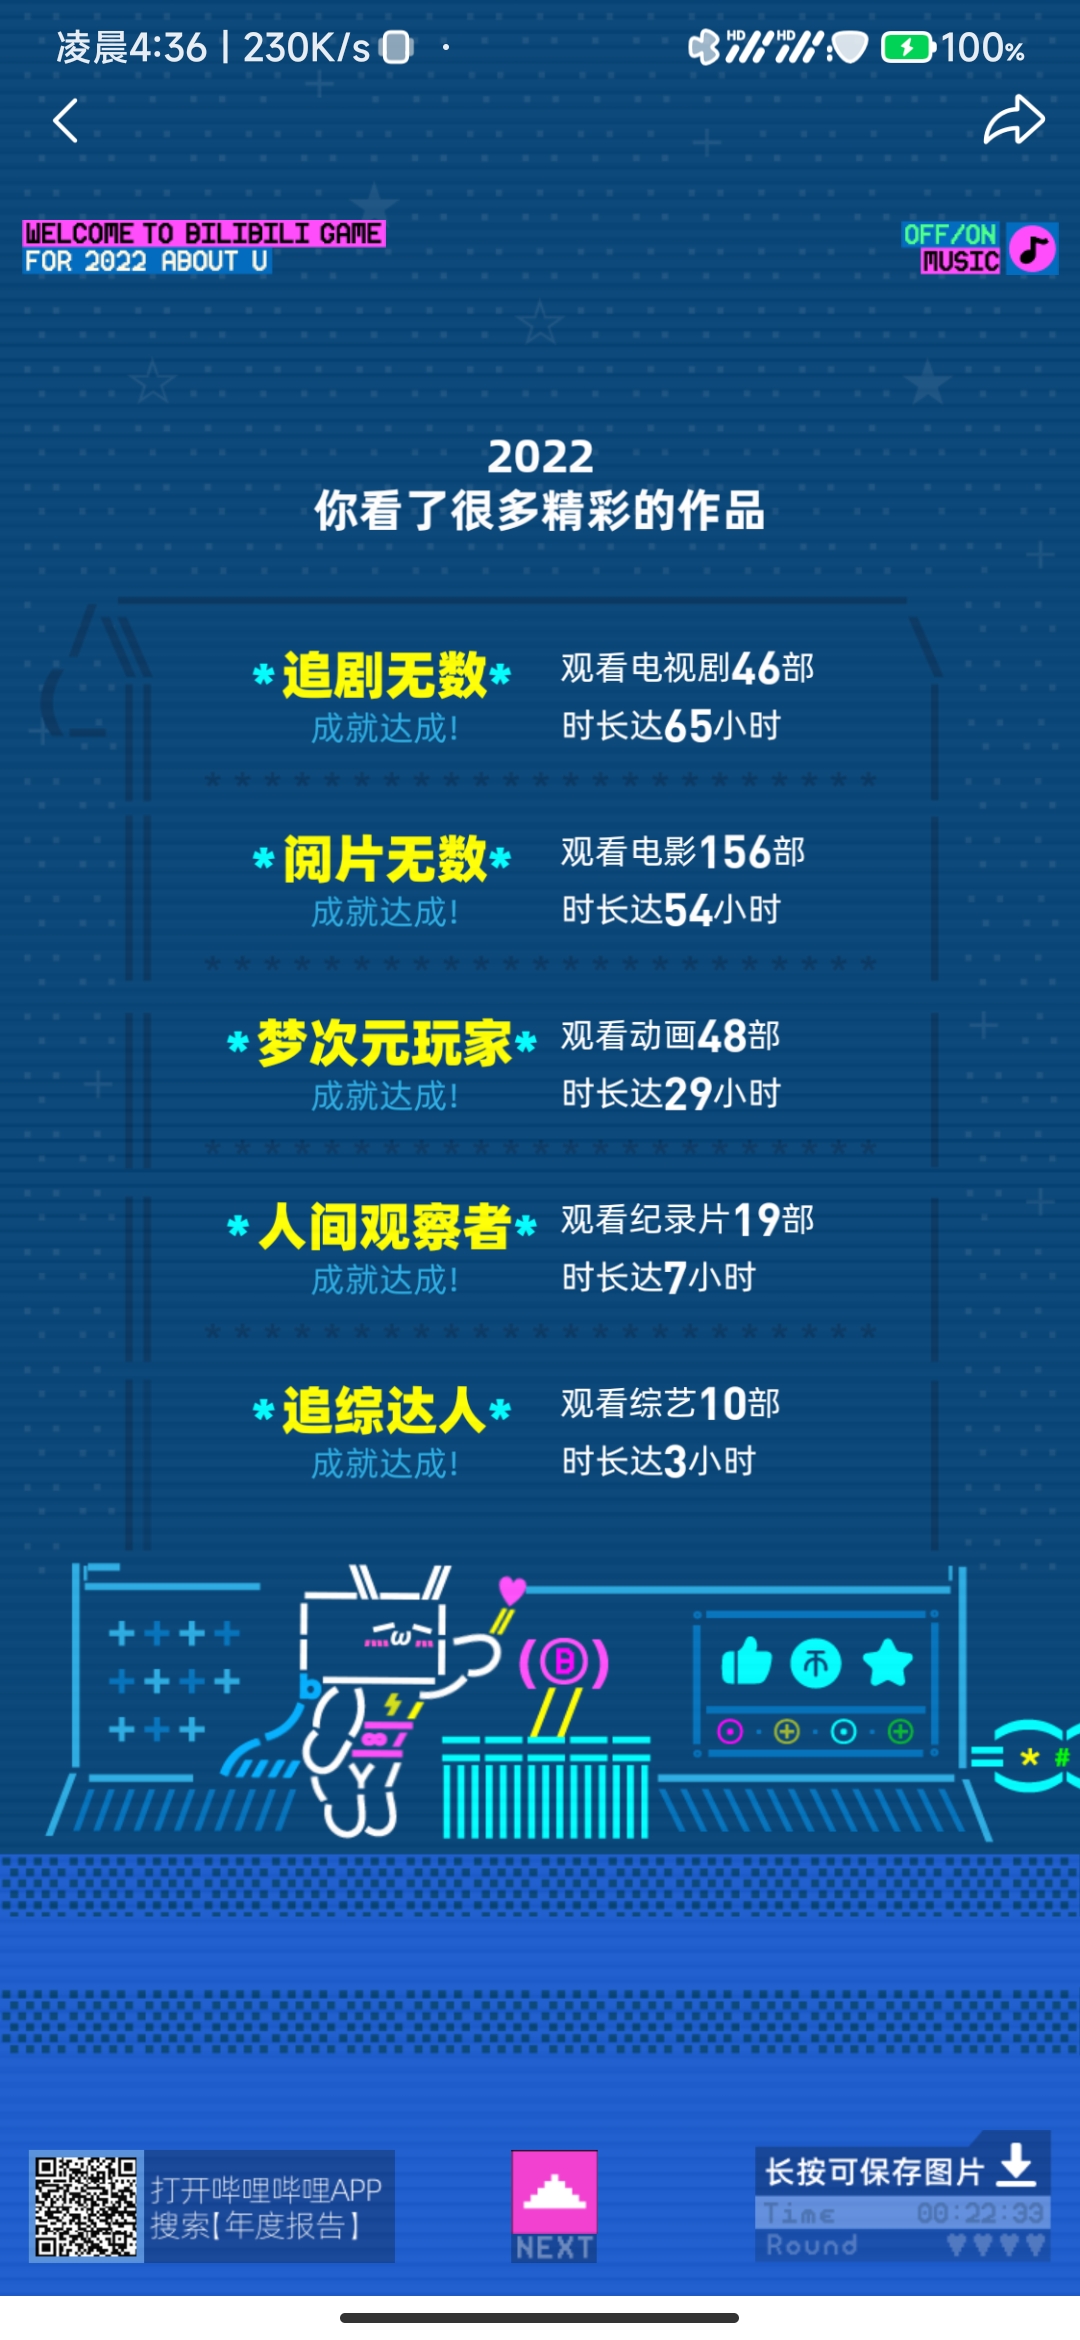 凌晨4:36 | 230K/s
HD HD 100%
WELCOME TO BILIBILI GAME
FOR 2022 ABOUT U
OFF/ON
MUSIC
2022
你看了很多精彩的作品
*追剧无数* 观看电视剧46部
成就达成! 时长达65小时
*阅片无数* 观看电影156部
成就达成! 时长达54小时
*梦次元玩家* 观看动画48部
成就达成! 时长达29小时
*人间观察者* 观看纪录片19部
成就达成! 时长达7小时
*追综达人* 观看综艺10部
成就达成! 时长达3小时
打开哔哩哔哩APP
搜索【年度报告】
NEXT
长按可保存图片
Time 00:22:33
Round